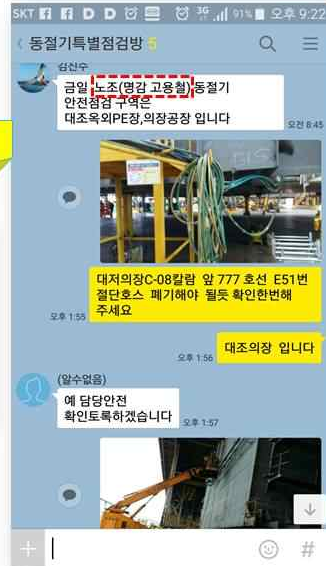 SKT 3G 91% 오후 9:22
동절기특별점검방 5
김진수
금일 노조(명감 고용철)동절기
안전점검 구역은
대조옥외PE장,의장공장 입니다
오전 8:45
대저의장C-08칼람 앞 777 호선 E51번
절단호스 폐기해야 될듯 확인한번해
주세요
오후 1:55
대조의장 입니다
오후 1:56
(알수없음)
예 담당안전
확인토록하겠습니다
오후 1:57
#